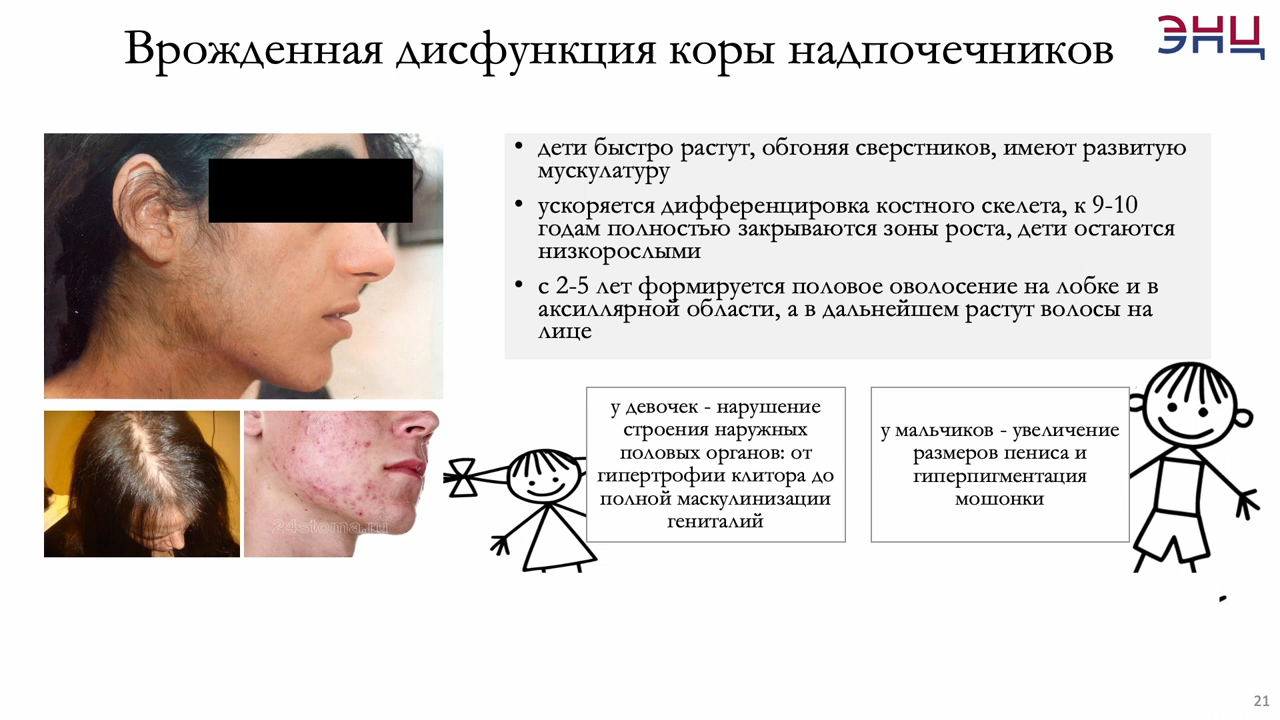 Врожденная дисфункция коры надпочечников
ЭНЦ
• дети быстро растут, обгоняя сверстников, имеют развитую
мускулатуру
• ускоряется дифференцировка костного скелета, к 9-10
годам полностью закрываются зоны роста, дети остаются
низкорослыми
• с 2-5 лет формируется половое оволосение на лобке и в
аксиллярной области, а в дальнейшем растут волосы на
лице
у девочек - нарушение
строения наружных
половых органов: от
гипертрофии клитора до
полной маскулинизации
гениталий
у мальчиков - увеличение
размеров пениса и
гиперпигментация
мошонки
24stoma.ru
21